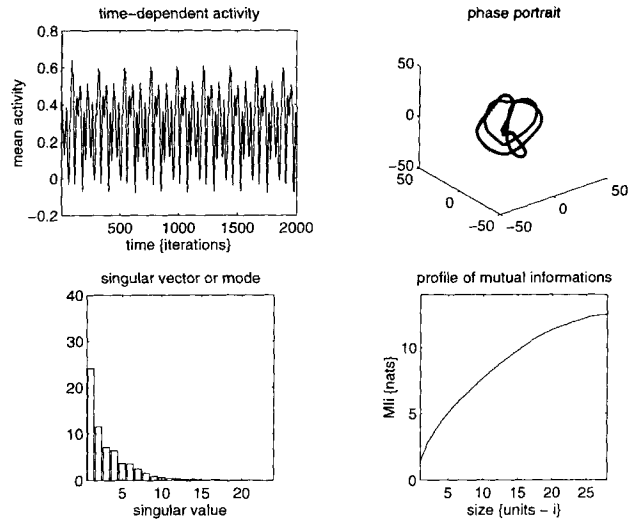 time-dependent activity
0.8
0.6
0.4
0.2
0
-0.2
mean activity
500 1000 1500 2000
time {iterations}
phase portrait
50
0
-50
50
0
-50
-50
0
50
singular vector or mode
40
30
20
10
0
5 10 15 20
singular value
profile of mutual informations
10
5
0
MIi {nats}
5 10 15 20 25
size {units - i}